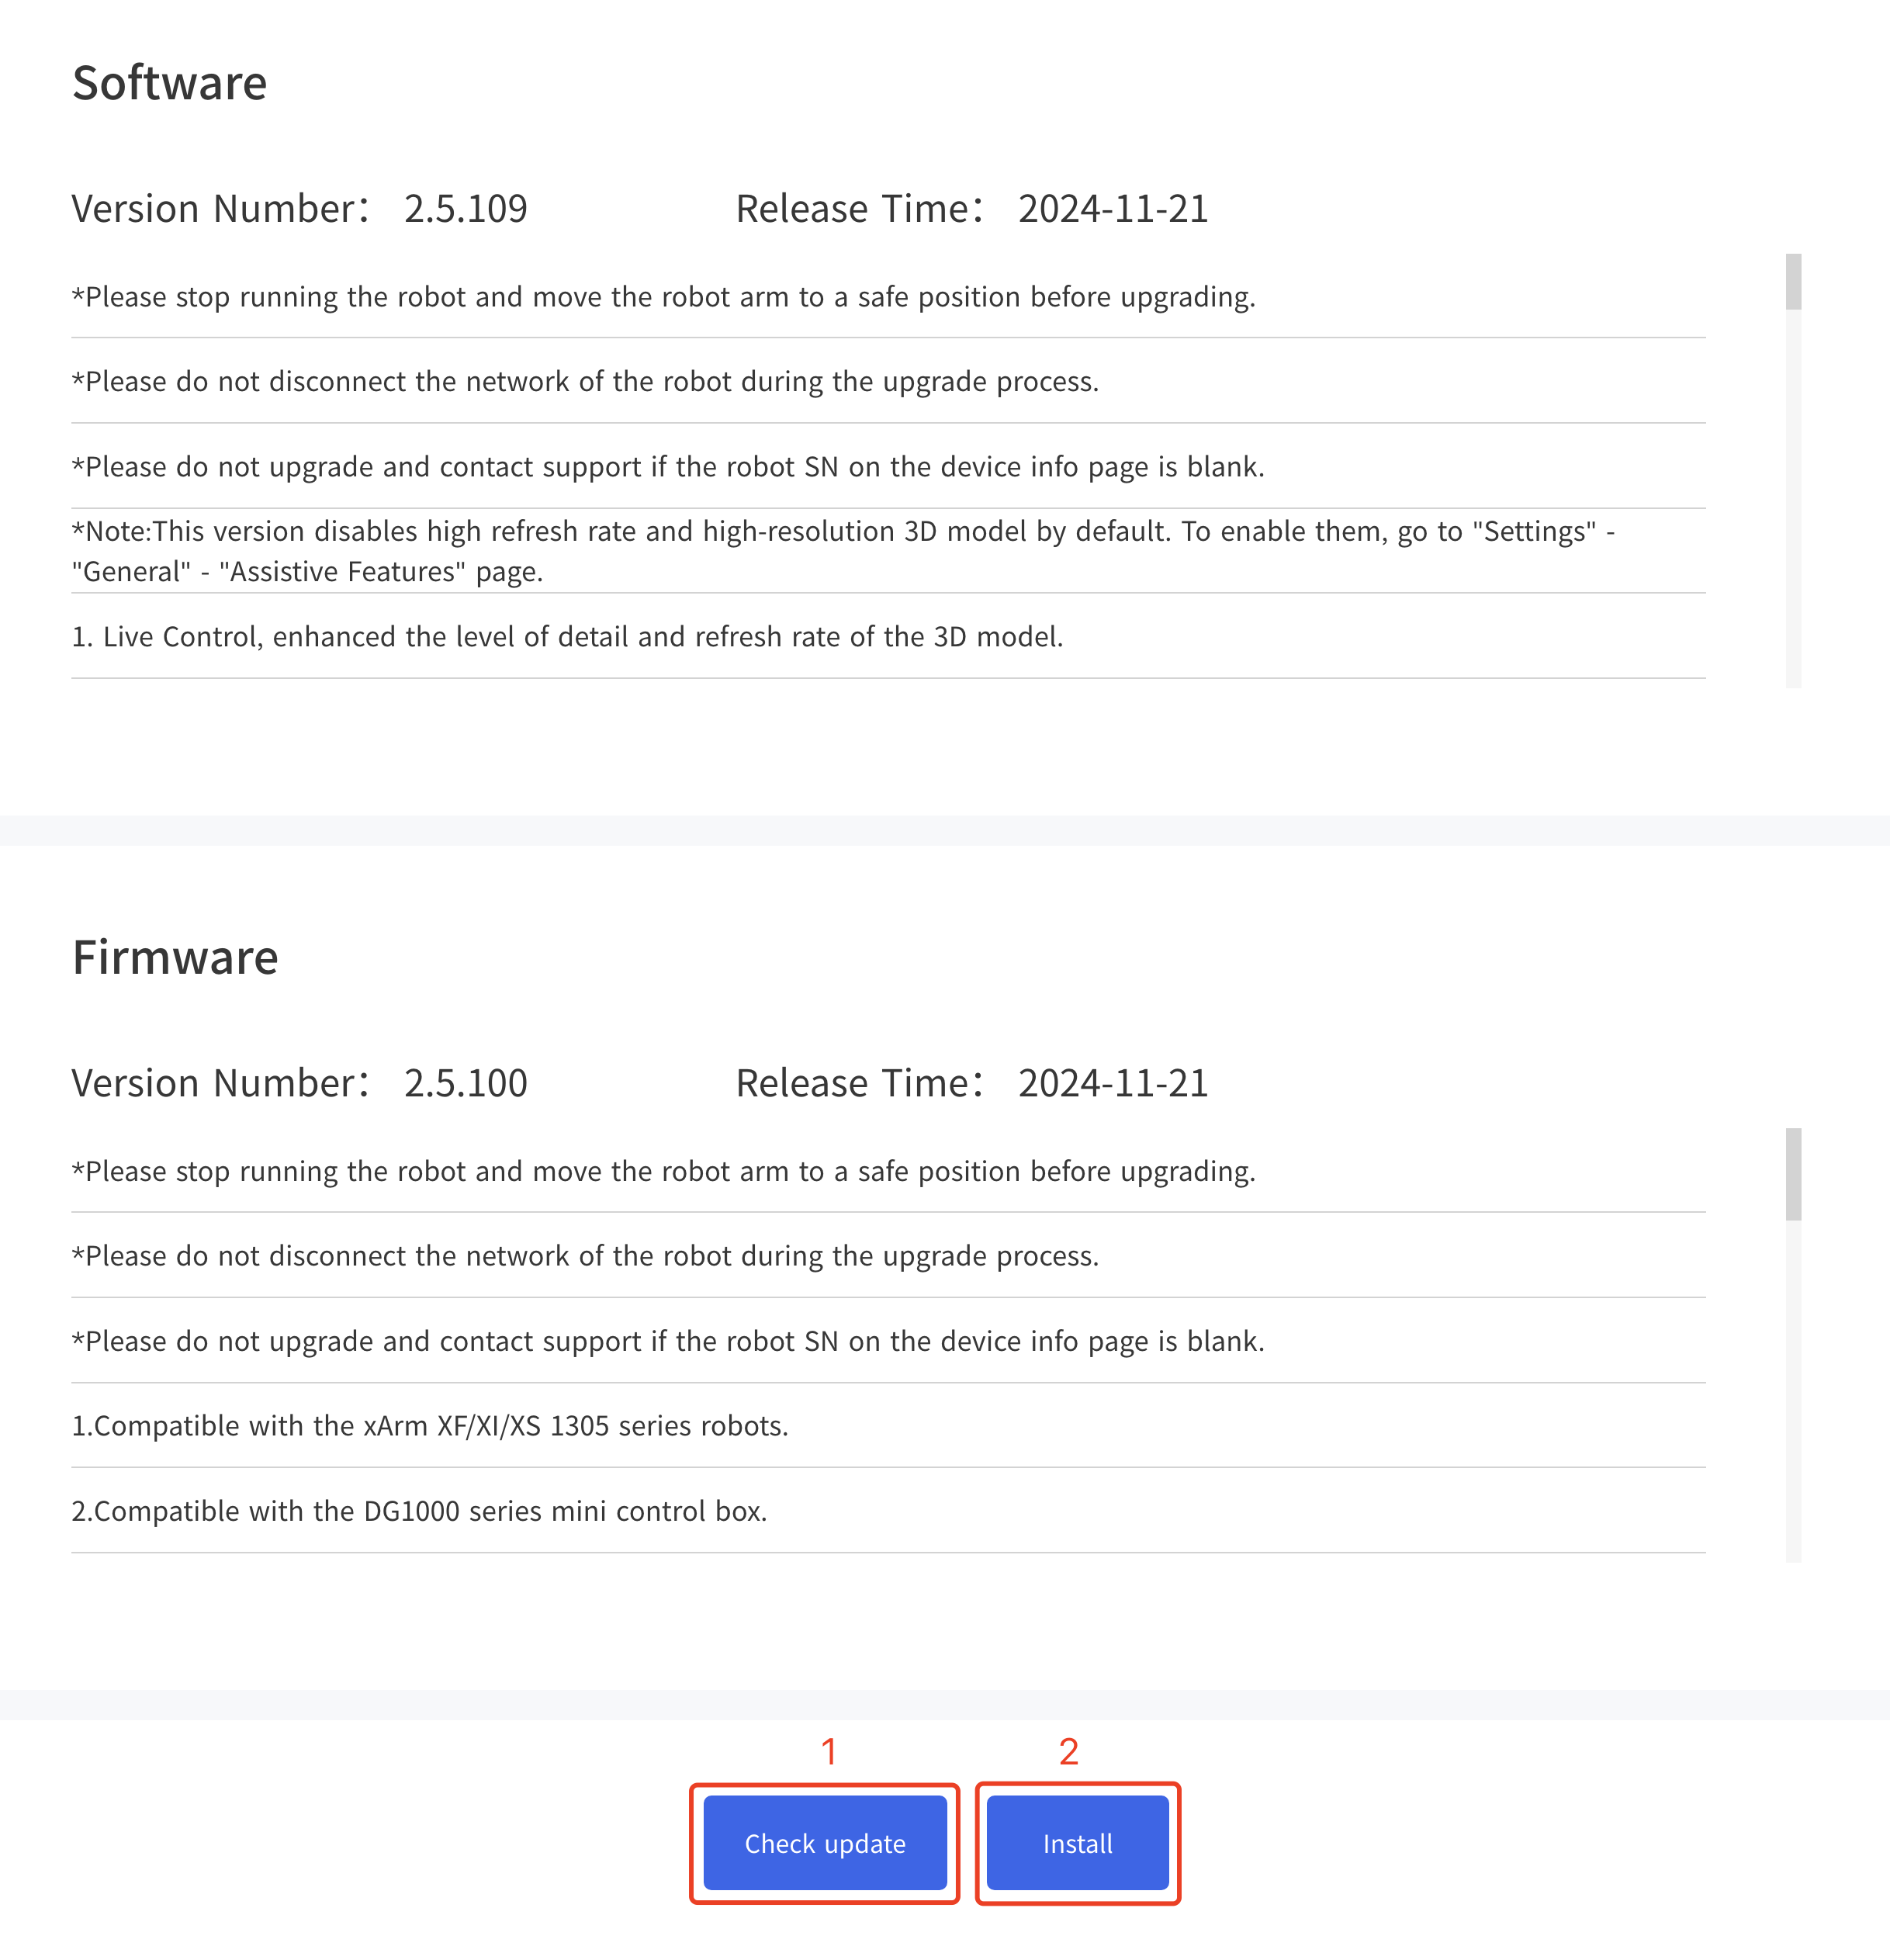 Software
Version Number： 2.5.109 Release Time： 2024-11-21
*Please stop running the robot and move the robot arm to a safe position before upgrading.
*Please do not disconnect the network of the robot during the upgrade process.
*Please do not upgrade and contact support if the robot SN on the device info page is blank.
*Note:This version disables high refresh rate and high-resolution 3D model by default. To enable them, go to "Settings" -
"General" - "Assistive Features" page.
1. Live Control, enhanced the level of detail and refresh rate of the 3D model.
Firmware
Version Number： 2.5.100 Release Time： 2024-11-21
*Please stop running the robot and move the robot arm to a safe position before upgrading.
*Please do not disconnect the network of the robot during the upgrade process.
*Please do not upgrade and contact support if the robot SN on the device info page is blank.
1.Compatible with the xArm XF/XI/XS 1305 series robots.
2.Compatible with the DG1000 series mini control box.
1 2
Check update Install